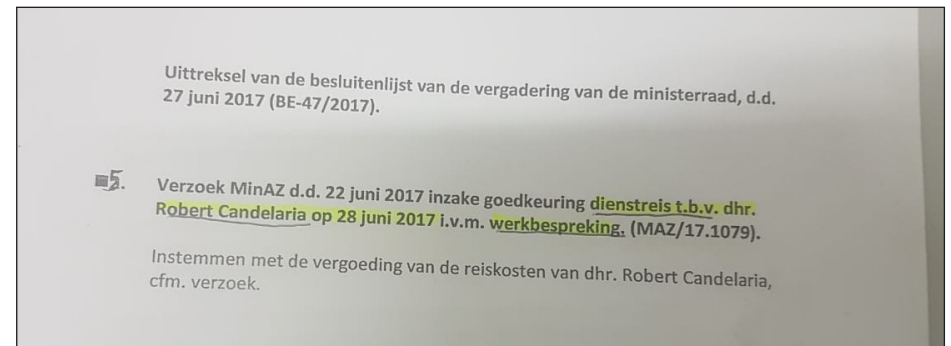 Uittreksel van de besluitenlijst van de vergadering van de ministerraad, d.d.
27 juni 2017 (BE-47/2017).
5. Verzoek MinAZ d.d. 22 juni 2017 inzake goedkeuring dienstreis t.b.v. dhr.
Robert Candelaria op 28 juni 2017 i.v.m. werkbespreking. (MAZ/17.1079).
Instemmen met de vergoeding van de reiskosten van dhr. Robert Candelaria,
cfm. verzoek.